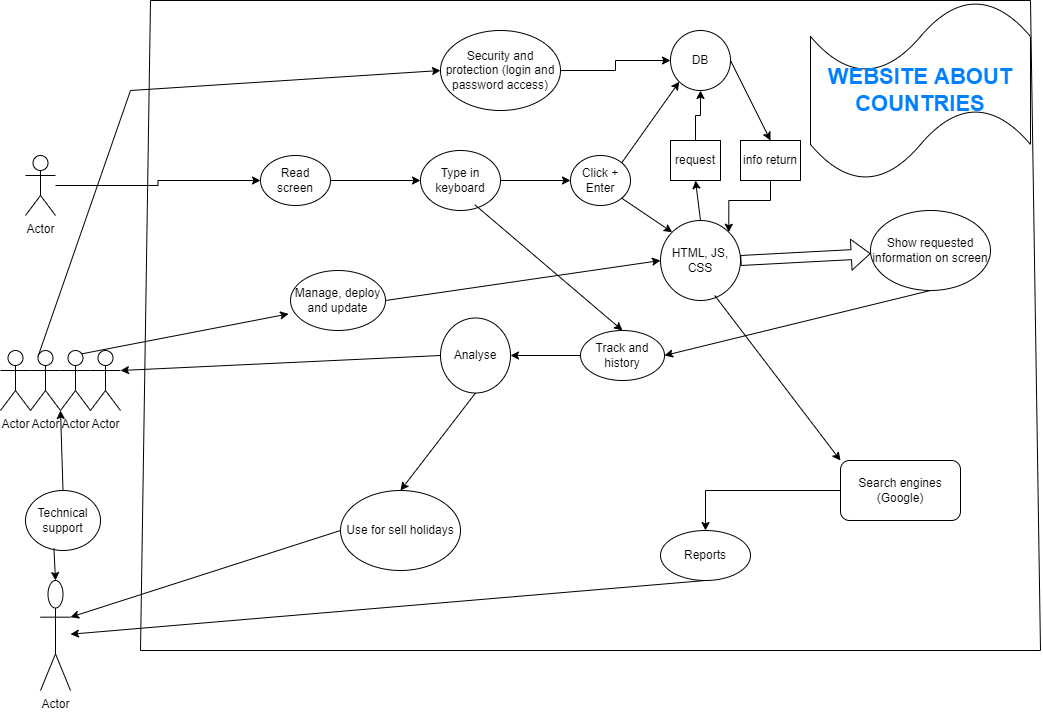 WEBSITE ABOUT
COUNTRIES
Security and
protection (login and
password access)
DB
request
info return
Read
screen
Type in
keyboard
Click +
Enter
Actor
HTML, JS,
CSS
Show requested
information on screen
Manage, deploy
and update
Analyse
Track and
history
Actor Actor Actor Actor
Search engines
(Google)
Technical
support
Use for sell holidays
Reports
Actor